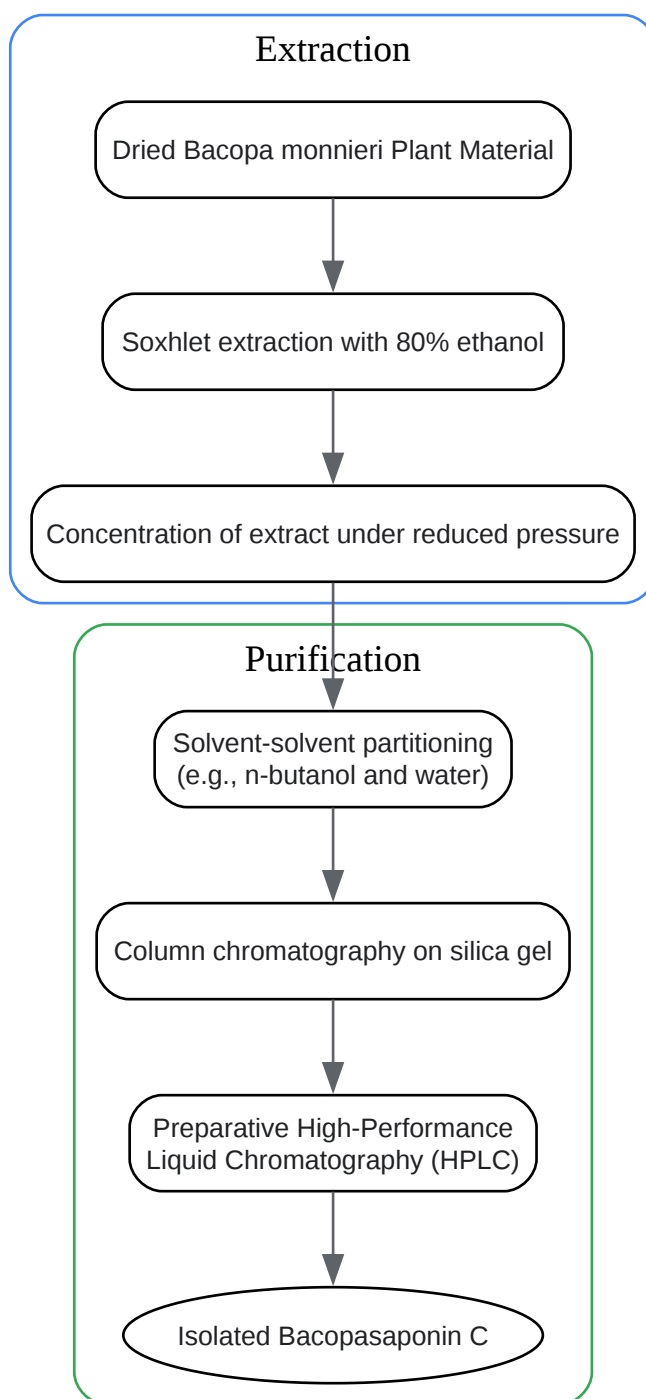 Extraction
Dried Bacopa monnieri Plant Material
Soxhlet extraction with 80% ethanol
Concentration of extract under reduced pressure
Purification
Solvent-solvent partitioning
(e.g., n-butanol and water)
Column chromatography on silica gel
Preparative High-Performance
Liquid Chromatography (HPLC)
Isolated Bacopasaponin C